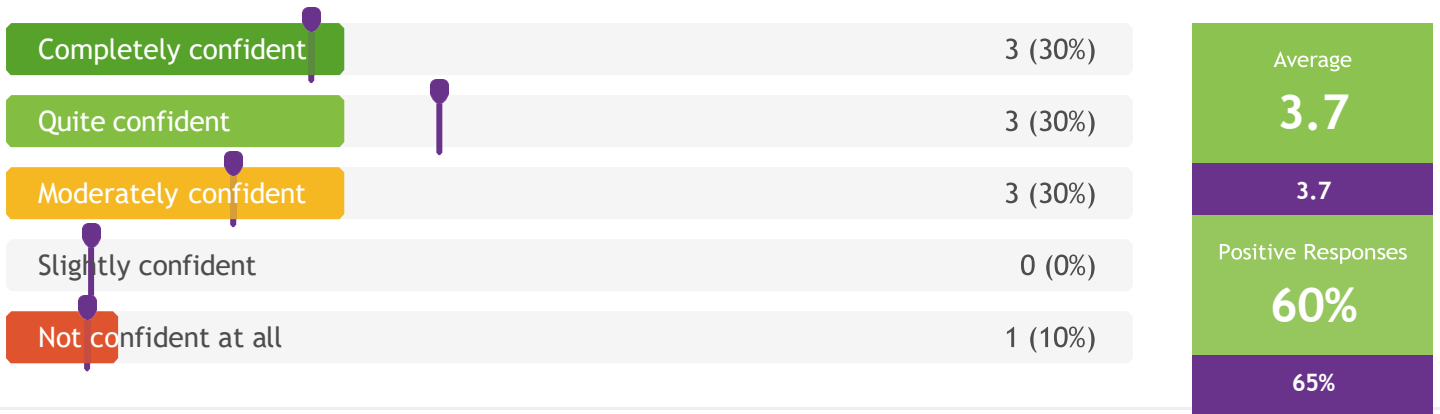 Completely confident 3 (30%)
Quite confident 3 (30%)
Moderately confident 3 (30%)
Slightly confident 0 (0%)
Not confident at all 1 (10%)
Average
3.7
3.7
Positive Responses
60%
65%